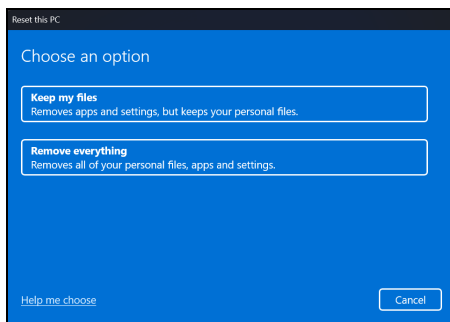 Reset this PC
Choose an option
Keep my files
Removes apps and settings, but keeps your personal files.
Remove everything
Removes all of your personal files, apps and settings.
Help me choose
Cancel